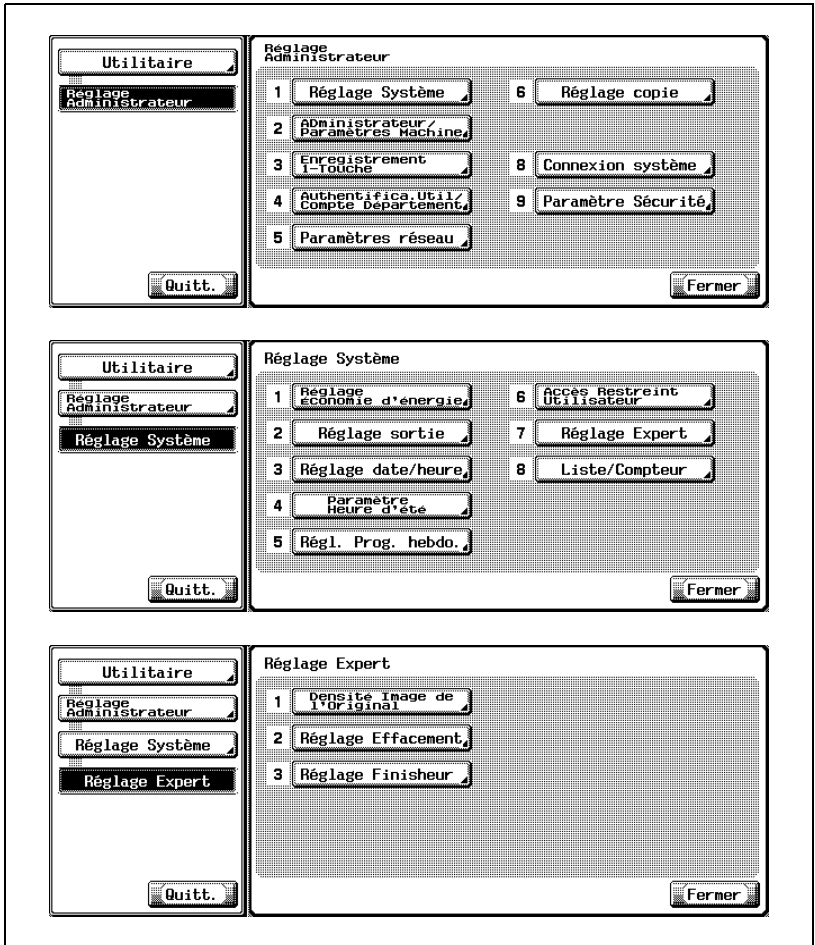 Utilitaire
Réglage
Administrateur
Quitt.
Réglage
Administrateur
1 Réglage Système
2 ADministrateur/
Paramètres Machine
3 Enregistrement
1-Touche
4 Authentifica.Util/
Compte Département
5 Paramètres réseau
6 Réglage copie
8 Connexion système
9 Paramètre Sécurité
Fermer
Utilitaire
Réglage
Administrateur
Réglage Système
Quitt.
Réglage Système
1 Réglage
Économie d'énergie
2 Réglage sortie
3 Réglage date/heure
4 Paramètre
Heure d'été
5 Régl. Prog. hebdo.
6 Accès Restreint
Utilisateur
7 Réglage Expert
8 Liste/Compteur
Fermer
Utilitaire
Réglage
Administrateur
Réglage Système
Réglage Expert
Quitt.
Réglage Expert
1 Densité Image de
l'Original
2 Réglage Effacement
3 Réglage Finisheur
Fermer